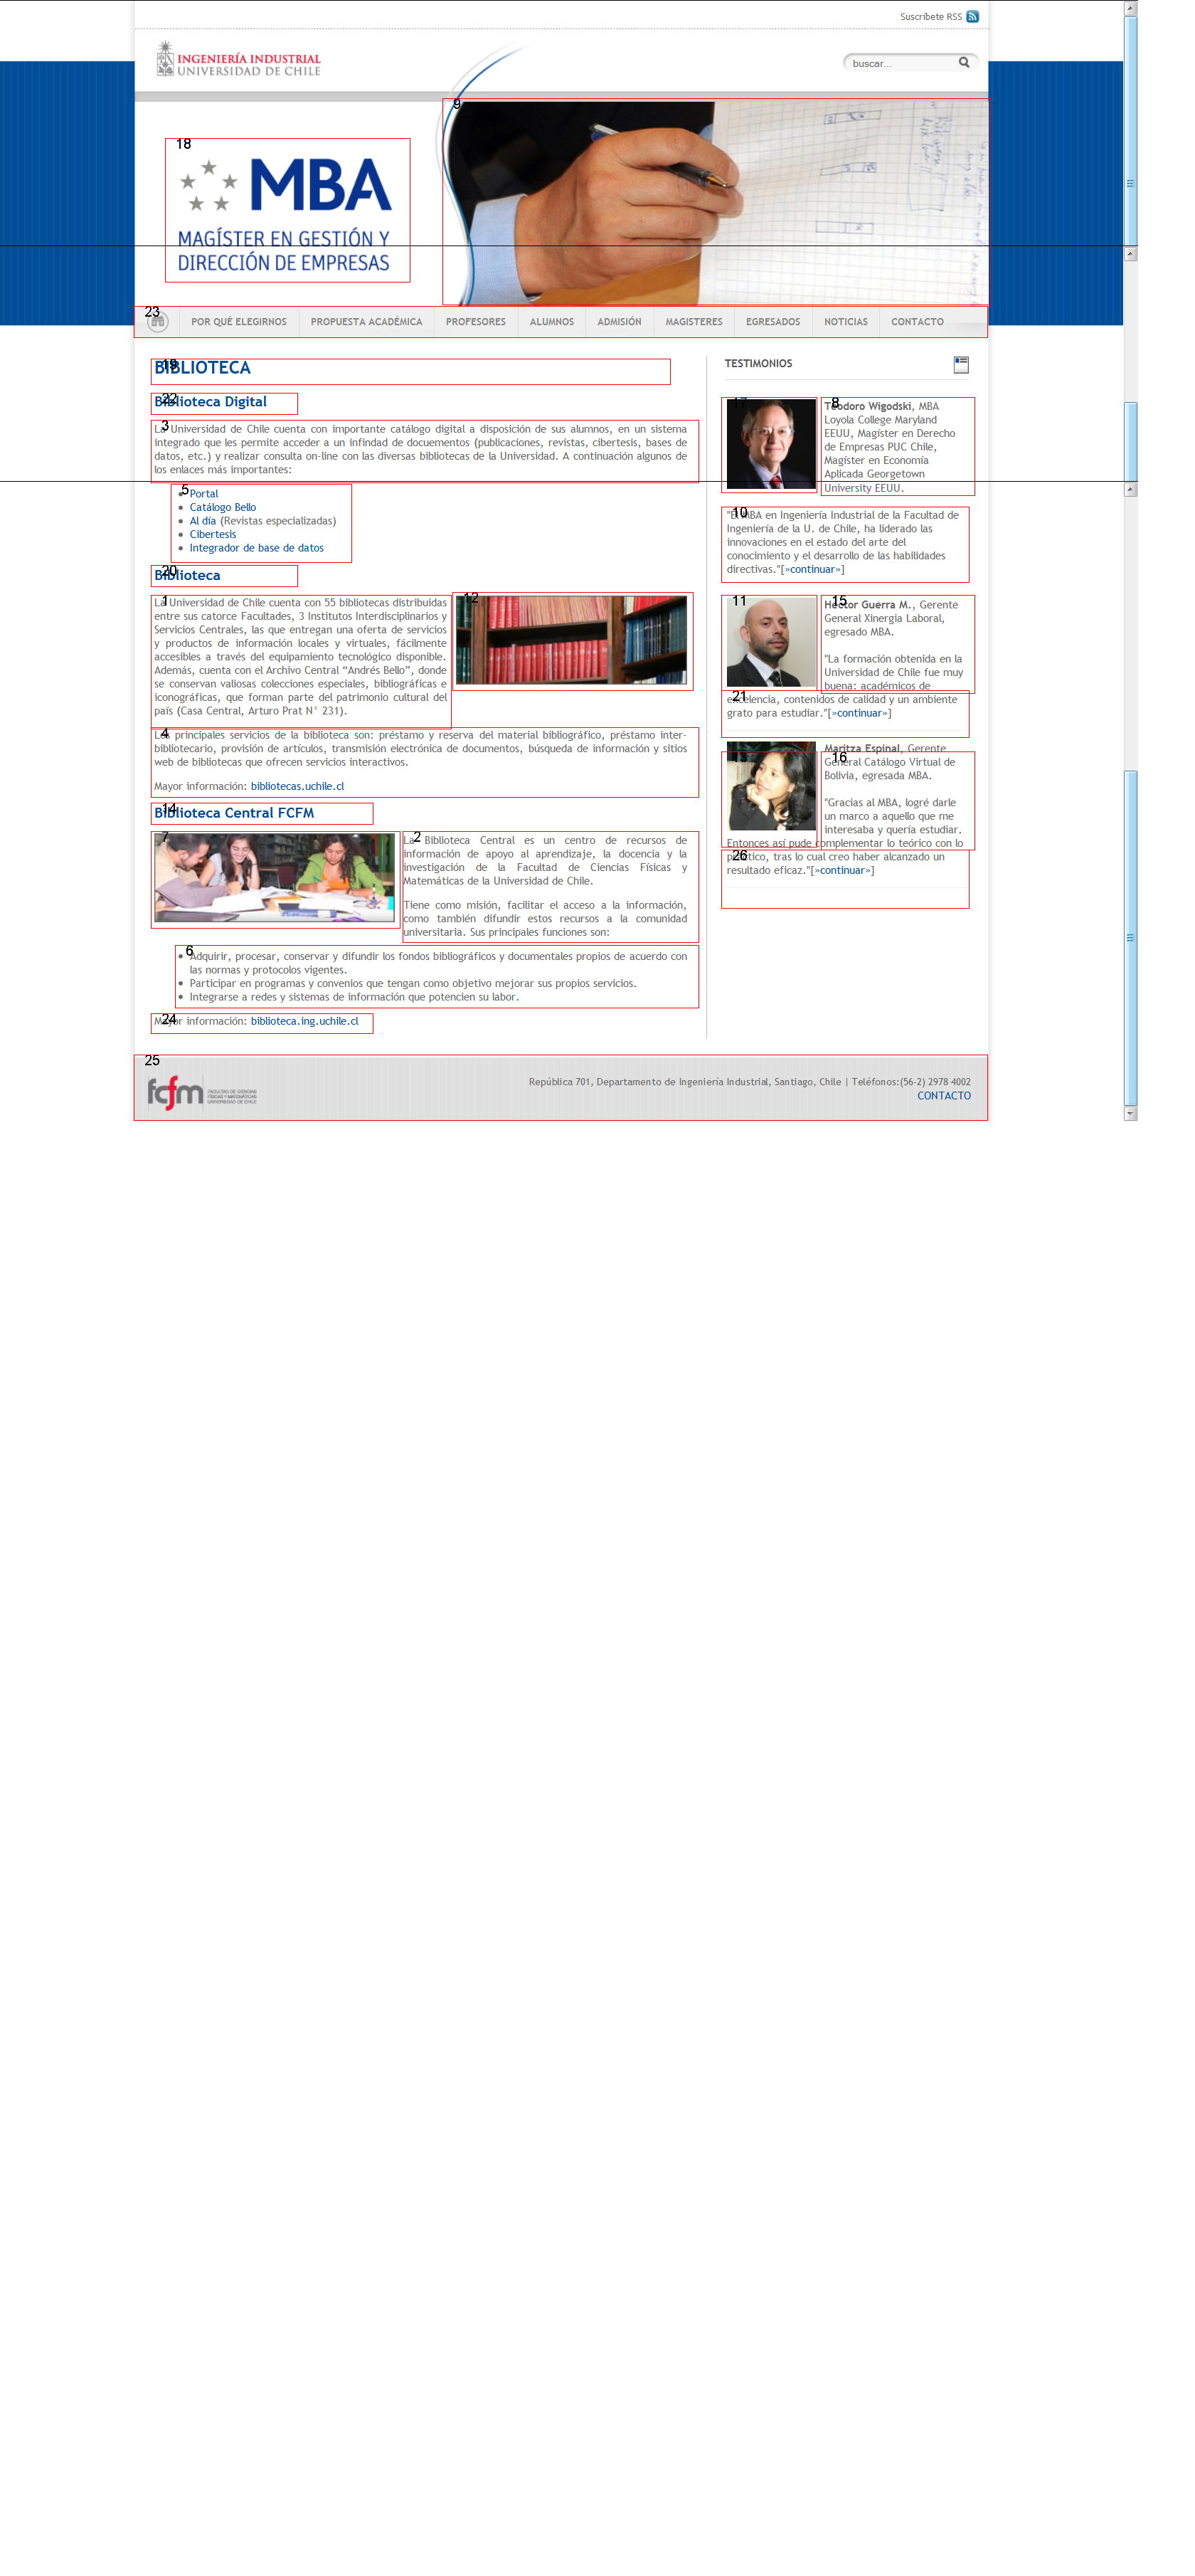 Suscríbete RSS
INGENIERÍA INDUSTRIAL
UNIVERSIDAD DE CHILE
buscar...
9
18
MBA
MAGÍSTER EN GESTIÓN Y
DIRECCIÓN DE EMPRESAS
23
POR QUÉ ELEGIRNOS PROPUESTA ACADÉMICA PROFESORES ALUMNOS ADMISIÓN MAGISTERES EGRESADOS NOTICIAS CONTACTO
19
BIBLIOTECA
22
Biblioteca Digital
3
La Universidad de Chile cuenta con importante catálogo digital a disposición de sus alumnos, en un sistema
integrado que les permite acceder a un infindad de docuementos (publicaciones, revistas, cibertesis, bases de
datos, etc.) y realizar consulta on-line con las diversas bibliotecas de la Universidad. A continuación algunos de
los enlaces más importantes:
5
Portal
Catálogo Bello
Al día (Revistas especializadas)
Cibertesis
Integrador de base de datos
20
Biblioteca
1
La Universidad de Chile cuenta con 55 bibliotecas distribuidas
entre sus catorce Facultades, 3 Institutos Interdisciplinarios y
Servicios Centrales, las que entregan una oferta de servicios
y productos de información locales y virtuales, fácilmente
accesibles a través del equipamiento tecnológico disponible.
Además, cuenta con el Archivo Central “Andrés Bello”, donde
se conservan valiosas colecciones especiales, bibliográficas e
iconográficas, que forman parte del patrimonio cultural del
país (Casa Central, Arturo Prat N° 231).
12
4
Los principales servicios de la biblioteca son: préstamo y reserva del material bibliográfico, préstamo inter-
bibliotecario, provisión de artículos, transmisión electrónica de documentos, búsqueda de información y sitios
web de bibliotecas que ofrecen servicios interactivos.
Mayor información: bibliotecas.uchile.cl
14
Biblioteca Central FCFM
7
2
La Biblioteca Central es un centro de recursos de
información de apoyo al aprendizaje, la docencia y la
investigación de la Facultad de Ciencias Físicas y
Matemáticas de la Universidad de Chile.
Tiene como misión, facilitar el acceso a la información,
como también difundir estos recursos a la comunidad
universitaria. Sus principales funciones son:
6
Adquirir, procesar, conservar y difundir los fondos bibliográficos y documentales propios de acuerdo con
las normas y protocolos vigentes.
Participar en programas y convenios que tengan como objetivo mejorar sus propios servicios.
Integrarse a redes y sistemas de información que potencien su labor.
24
Mayor información: biblioteca.ing.uchile.cl
TESTIMONIOS
17
8
Teodoro Wigodski, MBA
Loyola College Maryland
EEUU, Magíster en Derecho
de Empresas PUC Chile,
Magíster en Economía
Aplicada Georgetown
University EEUU.
10
"El MBA en Ingeniería Industrial de la Facultad de
Ingeniería de la U. de Chile, ha liderado las
innovaciones en el estado del arte del
conocimiento y el desarrollo de las habilidades
directivas."[»continuar»]
11
15
Héctor Guerra M., Gerente
General Xinergia Laboral,
egresado MBA.
"La formación obtenida en la
Universidad de Chile fue muy
buena: académicos de
21
excelencia, contenidos de calidad y un ambiente
grato para estudiar."[»continuar»]
13
16
Maritza Espinal, Gerente
General Catálogo Virtual de
Bolivia, egresada MBA.
"Gracias al MBA, logré darle
un marco a aquello que me
interesaba y quería estudiar.
Entonces así pude complementar lo teórico con lo
26
práctico, tras lo cual creo haber alcanzado un
resultado eficaz."[»continuar»]
25
fcfm
FACULTAD DE CIENCIAS
FÍSICAS Y MATEMÁTICAS
UNIVERSIDAD DE CHILE
República 701, Departamento de Ingeniería Industrial, Santiago, Chile | Teléfonos:(56-2) 2978 4002
CONTACTO